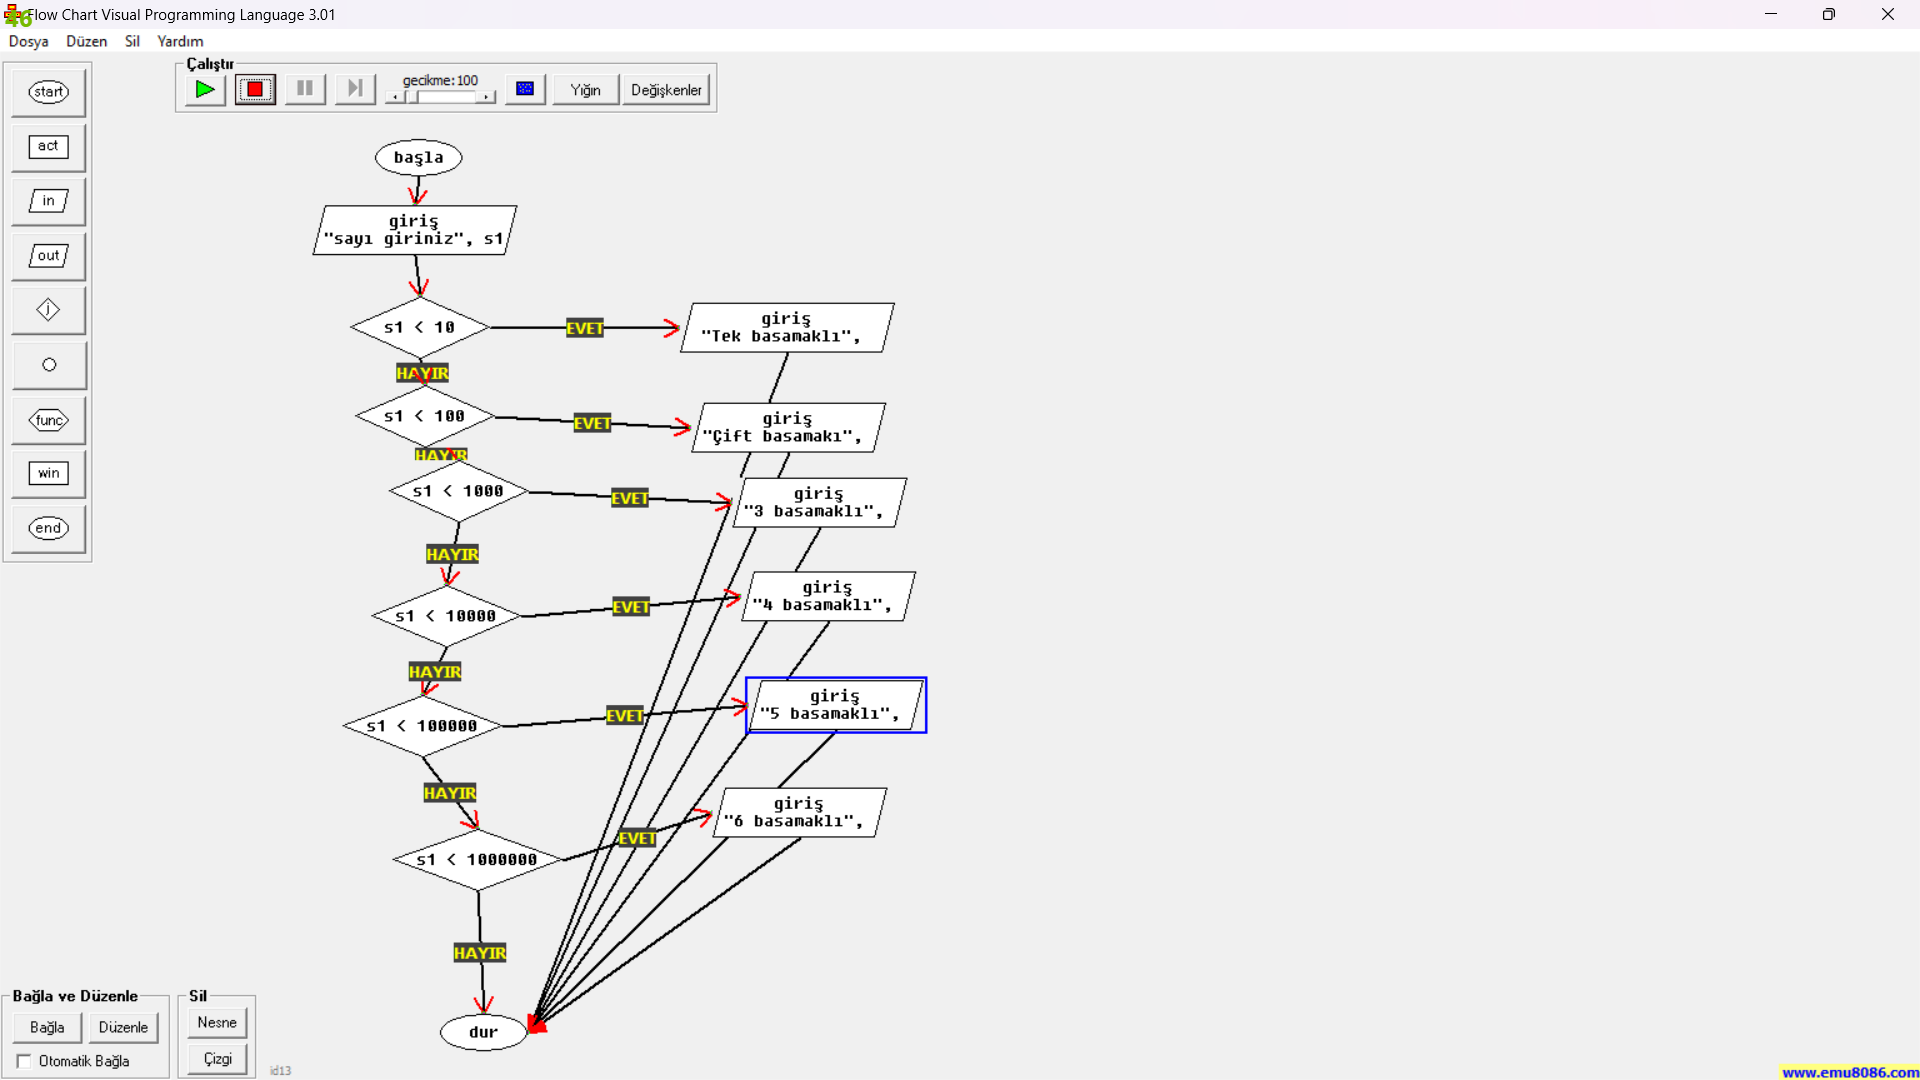 46
Flow Chart Visual Programming Language 3.01
Dosya Düzen Sil Yardım
Çalıştır
gecikme:100
Yığın
Değişkenler
start
act
in
out
j
func
win
end
başla
giriş
"sayı giriniz", s1
s1 < 10
EVET
giriş
"Tek basamaklı",
HAYIR
s1 < 100
EVET
giriş
"Çift basamakı",
HAYIR
s1 < 1000
EVET
giriş
"3 basamaklı",
HAYIR
s1 < 10000
EVET
giriş
"4 basamaklı",
HAYIR
s1 < 100000
EVET
giriş
"5 basamaklı",
HAYIR
s1 < 1000000
EVET
giriş
"6 basamaklı",
HAYIR
dur
Bağla ve Düzenle
Bağla
Düzenle
Otomatik Bağla
Sil
Nesne
Çizgi
id13
www.emu8086.com